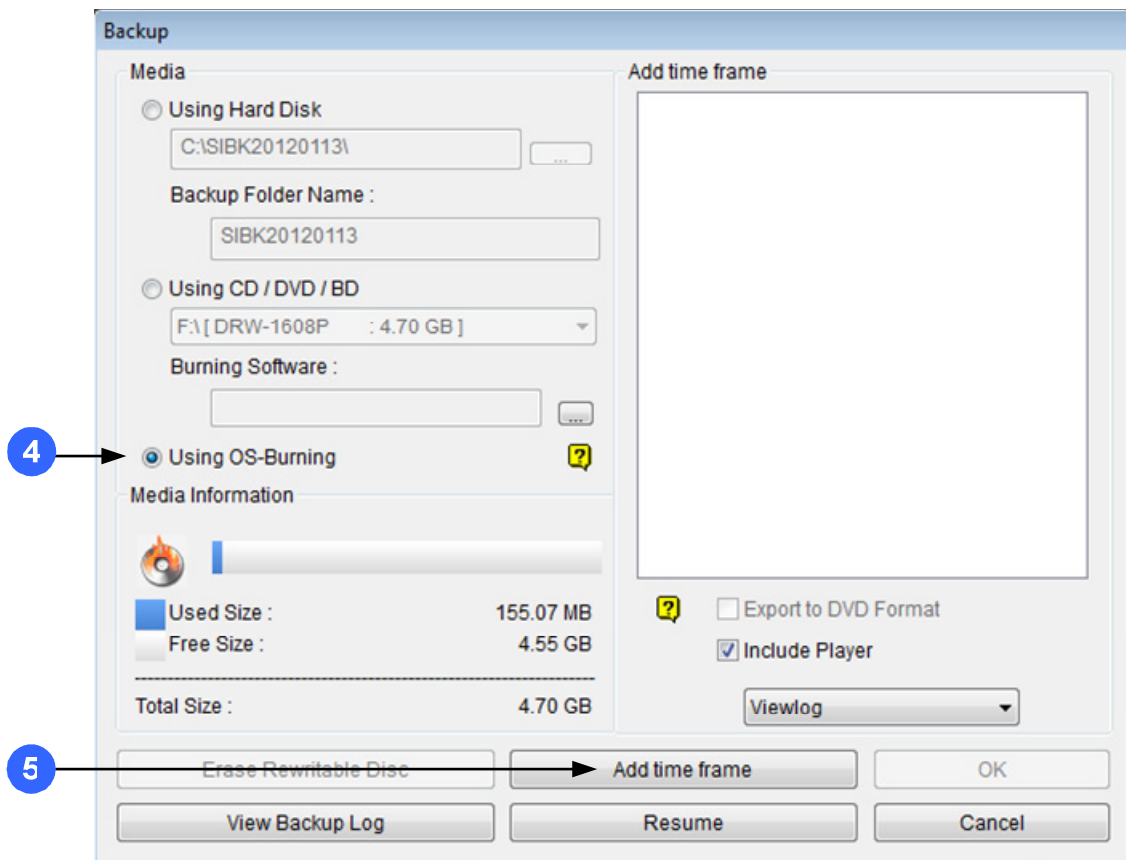 Backup
Media
Using Hard Disk
C:\SIBK20120113\
...
Backup Folder Name :
SIBK20120113
Using CD / DVD / BD
F:\ [ DRW-1608P : 4.70 GB ]
Burning Software :
...
4
Using OS-Burning
?
Media Information
Used Size : 155.07 MB
Free Size : 4.55 GB
Total Size : 4.70 GB
Add time frame
?
Export to DVD Format
Include Player
Viewlog
5
Erase Rewritable Disc
Add time frame
OK
View Backup Log
Resume
Cancel